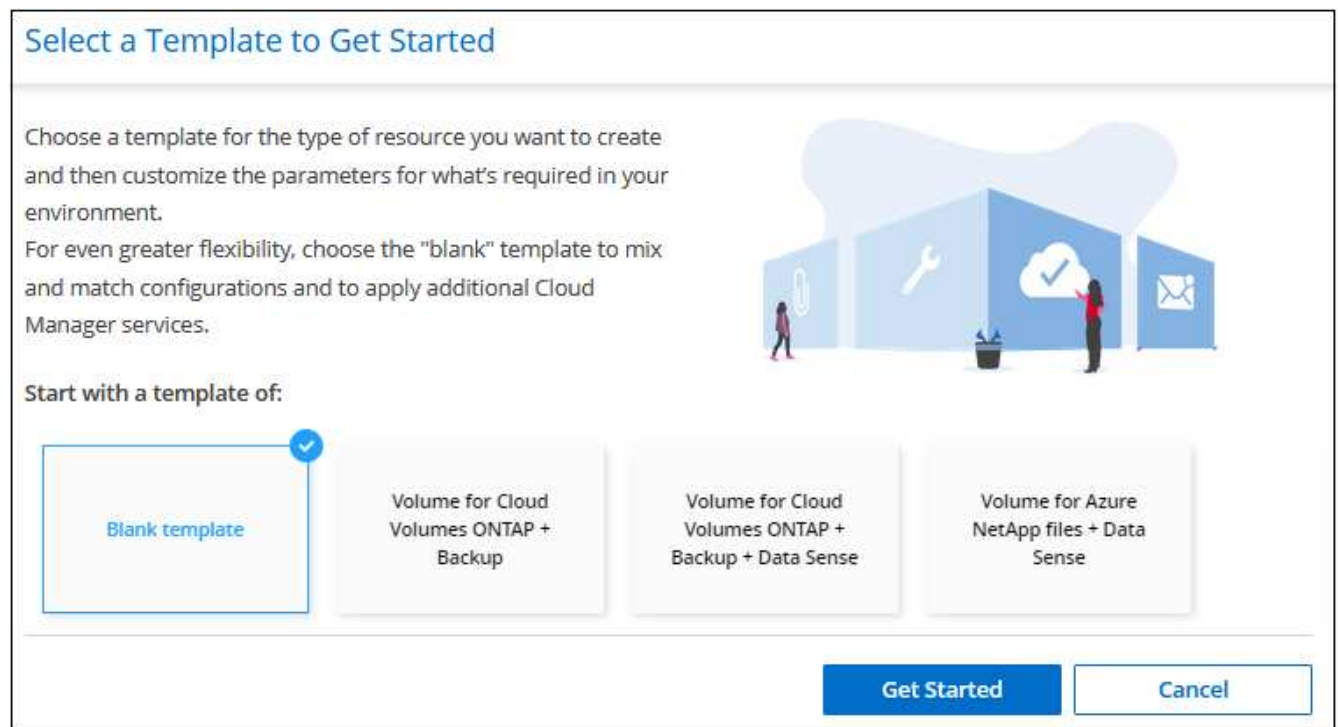 Select a Template to Get Started
Choose a template for the type of resource you want to create
and then customize the parameters for what's required in your
environment.
For even greater flexibility, choose the "blank" template to mix
and match configurations and to apply additional Cloud
Manager services.
Start with a template of:
Blank template
Volume for Cloud
Volumes ONTAP +
Backup
Volume for Cloud
Volumes ONTAP +
Backup + Data Sense
Volume for Azure
NetApp files + Data
Sense
Get Started
Cancel